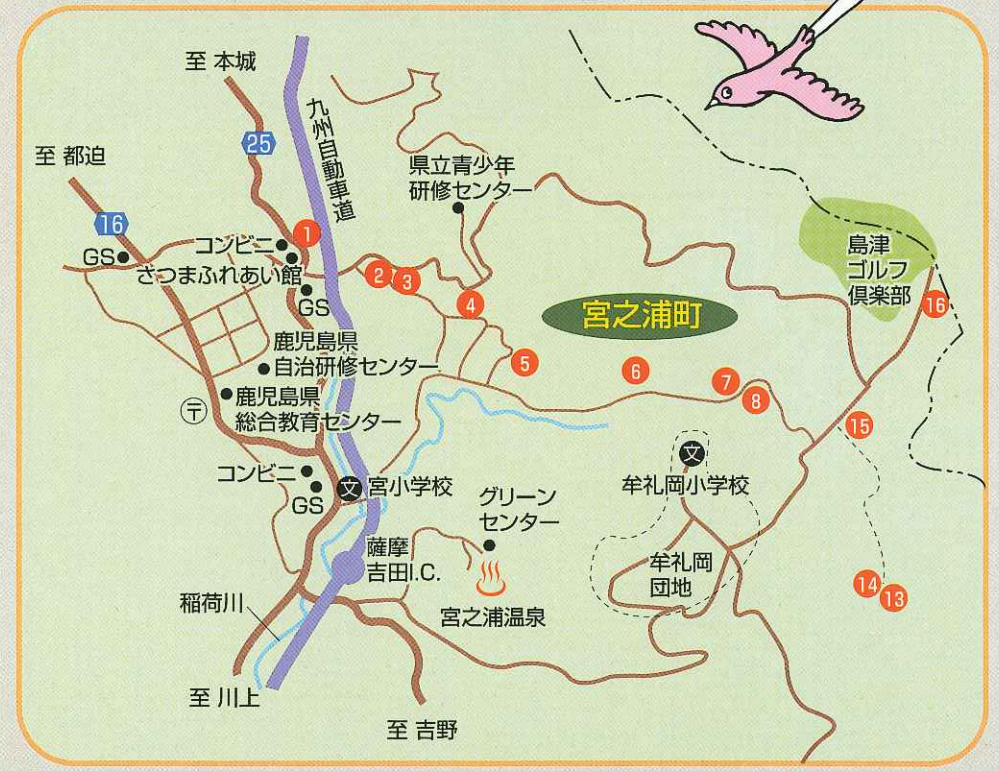 至 本城
九州自動車道
25
至 都迫
県立青少年
研修センター
16
コンビニ
1
GS
さつまふれあい館
2
3
GS
4
島津
ゴルフ
倶楽部
16
宮之浦町
鹿児島県
自治研修センター
5
6
7
8
鹿児島県
総合教育センター
〒
15
コンビニ
GS
文
宮小学校
文
牟礼岡小学校
グリーン
センター
薩摩
吉田I.C.
牟礼岡
団地
14
13
稲荷川
宮之浦温泉
至 川上
至 吉野